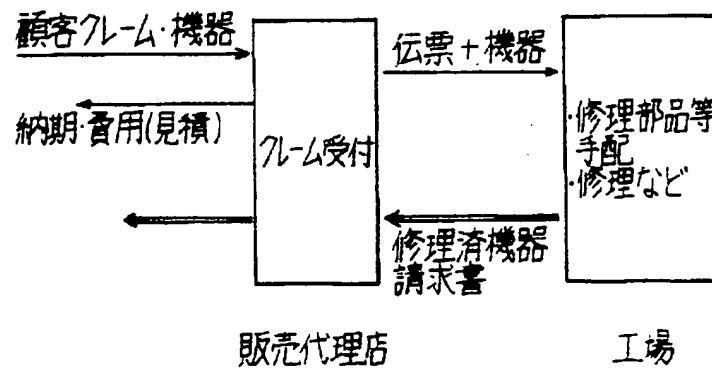 顧客クレーム・機器
納期・費用(見積)
クレーム受付
伝票+機器
修理済機器
請求書
・修理部品等
手配
・修理など
販売代理店
工場